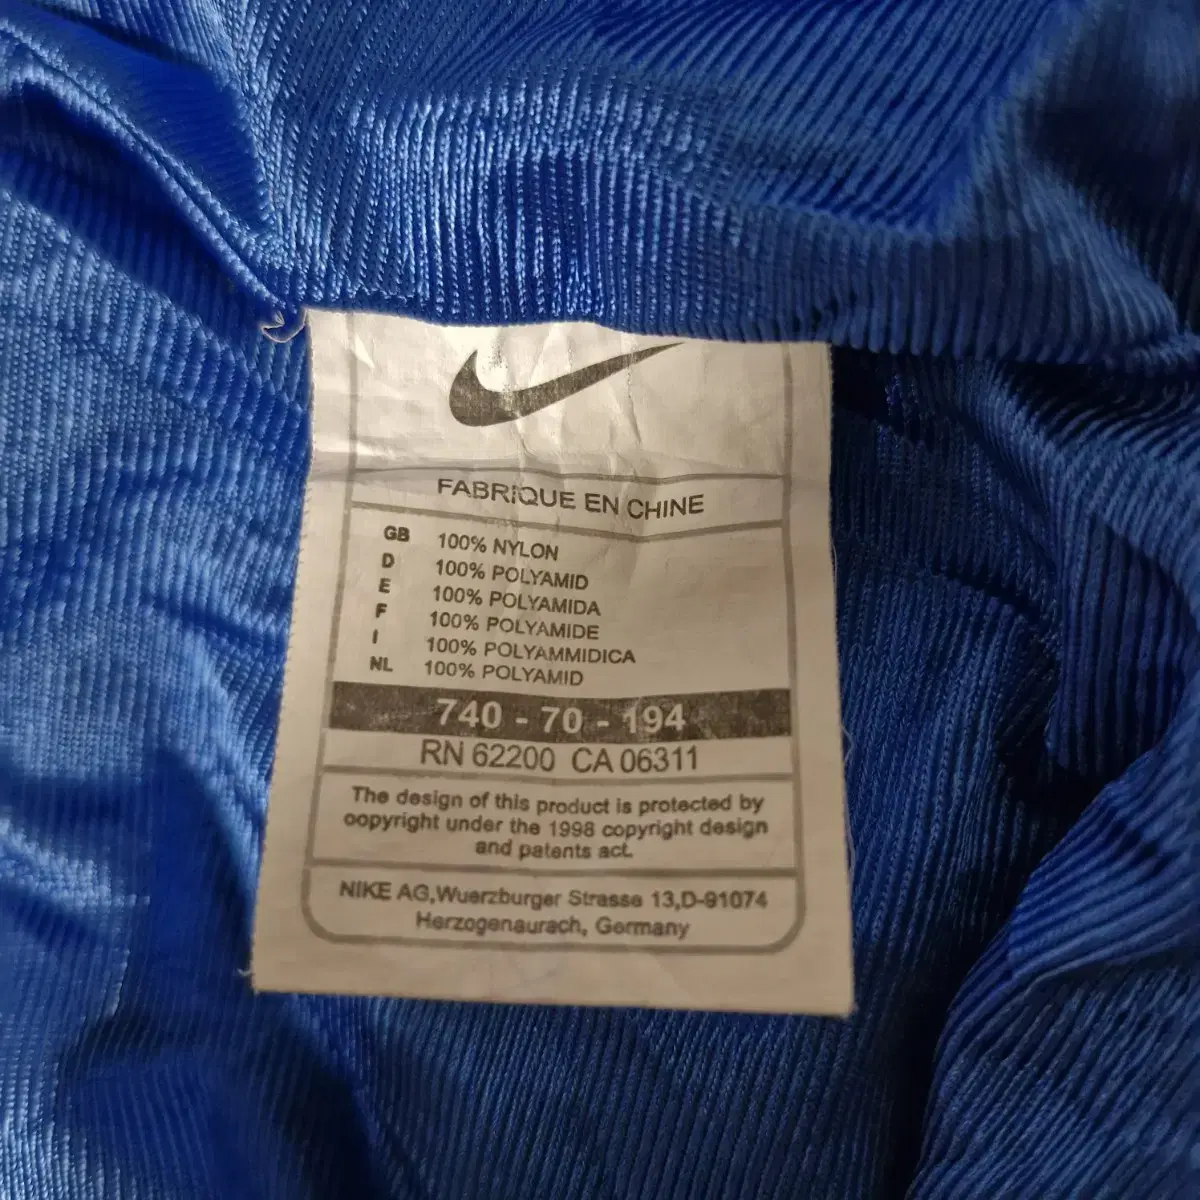 FABRIQUE EN CHINE
GB 100% NYLON
D 100% POLYAMID
E 100% POLYAMIDA
F 100% POLYAMIDE
I 100% POLYAMMIDICA
NL 100% POLYAMID
740 - 70 - 194
RN 62200 CA 06311
The design of this product is protected by
oopyright under the 1998 copyright design
and patents act.
NIKE AG,Wuerzburger Strasse 13,D-91074
Herzogenaurach, Germany